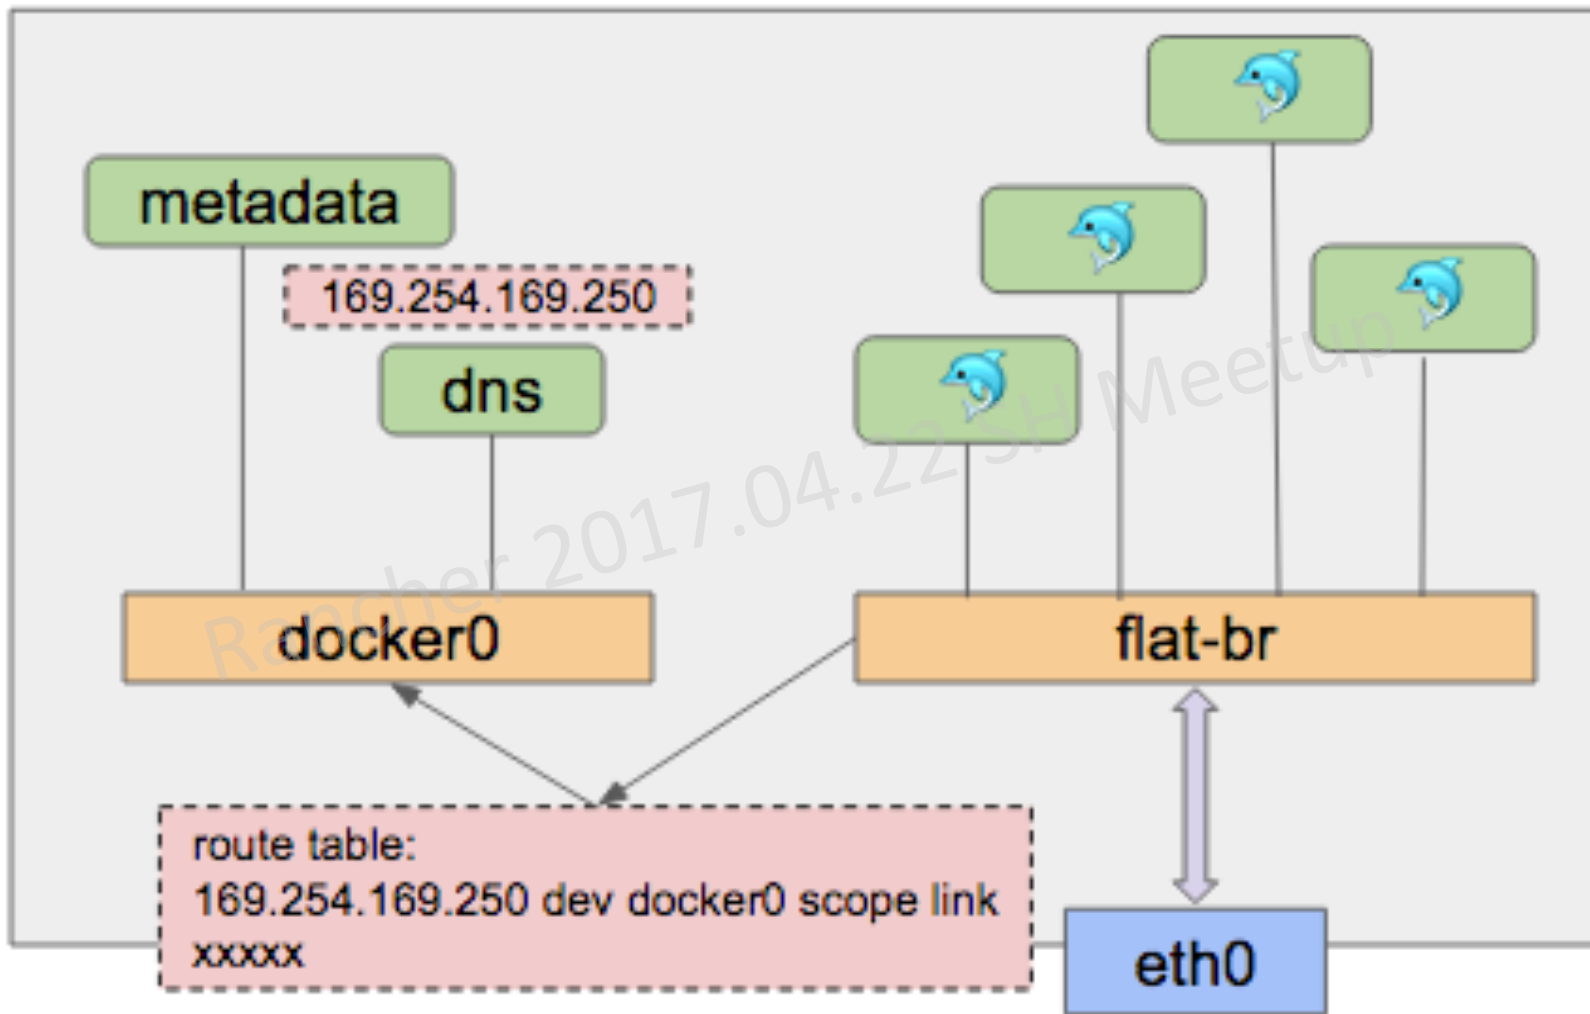 metadata
169.254.169.250
dns
docker0
flat-br
route table:
169.254.169.250 dev docker0 scope link
xxxxx
eth0
Rancher 2017.04.22 SH Meetup